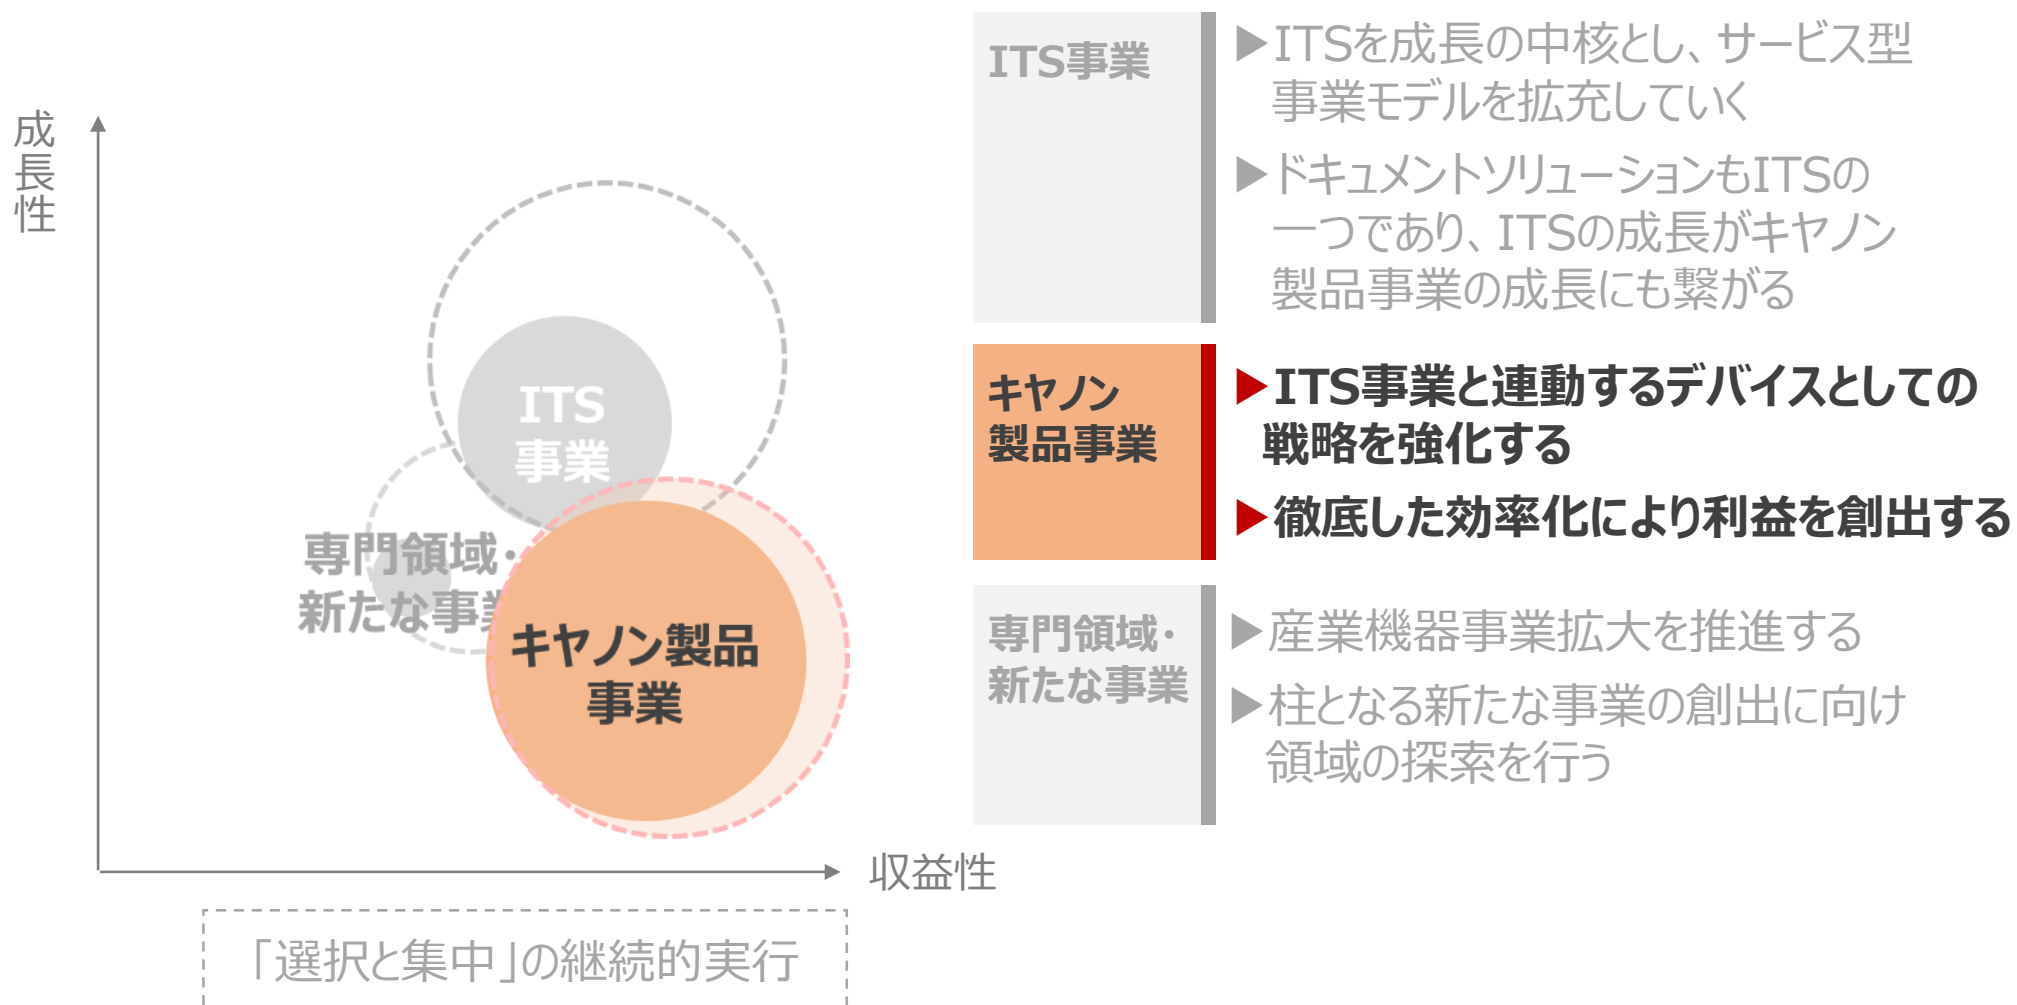 成長性
ITS
事業
専門領域・
新たな事業
キヤノン製品
事業
収益性
「選択と集中」の継続的実行
ITS事業
▶ITSを成長の中核とし、サービス型
事業モデルを拡充していく
▶ドキュメントソリューションもITSの
一つであり、ITSの成長がキヤノン
製品事業の成長にも繋がる
キヤノン
製品事業
▶ITS事業と連動するデバイスとしての
戦略を強化する
▶徹底した効率化により利益を創出する
専門領域・
新たな事業
▶産業機器事業拡大を推進する
▶柱となる新たな事業の創出に向け
領域の探索を行う